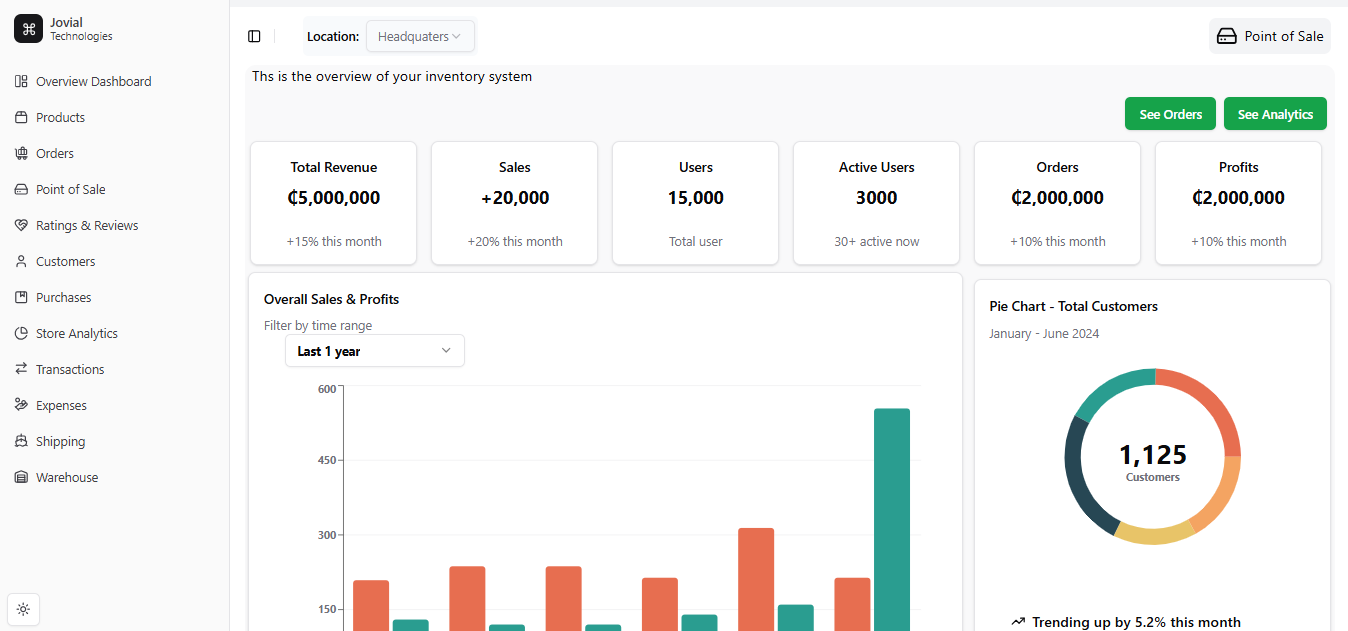 Jovial
Technologies
Overview Dashboard
Products
Orders
Point of Sale
Ratings & Reviews
Customers
Purchases
Store Analytics
Transactions
Expenses
Shipping
Warehouse
Location: Headquaters
Point of Sale
Ths is the overview of your inventory system
See Orders
See Analytics
Total Revenue
₵5,000,000
+15% this month
Sales
+20,000
+20% this month
Users
15,000
Total user
Active Users
3000
30+ active now
Orders
₵2,000,000
+10% this month
Profits
₵2,000,000
+10% this month
Overall Sales & Profits
Filter by time range
Last 1 year
600
450
300
150
Pie Chart - Total Customers
January - June 2024
1,125
Customers
Trending up by 5.2% this month